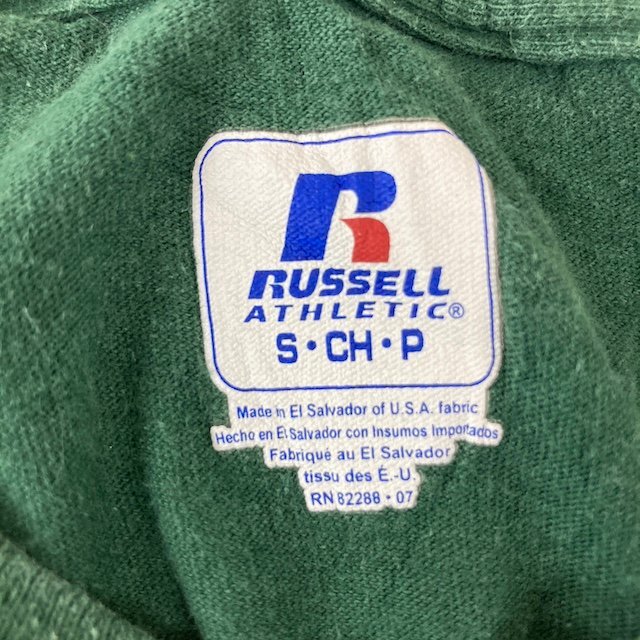 RUSSELL
ATHLETIC®
S·CH·P
Made in El Salvador of U.S.A. fabric
Hecho en El Salvador con Insumos Importados
Fabriqué au El Salvador
tissu des É.-U.
RN 82288 · 07